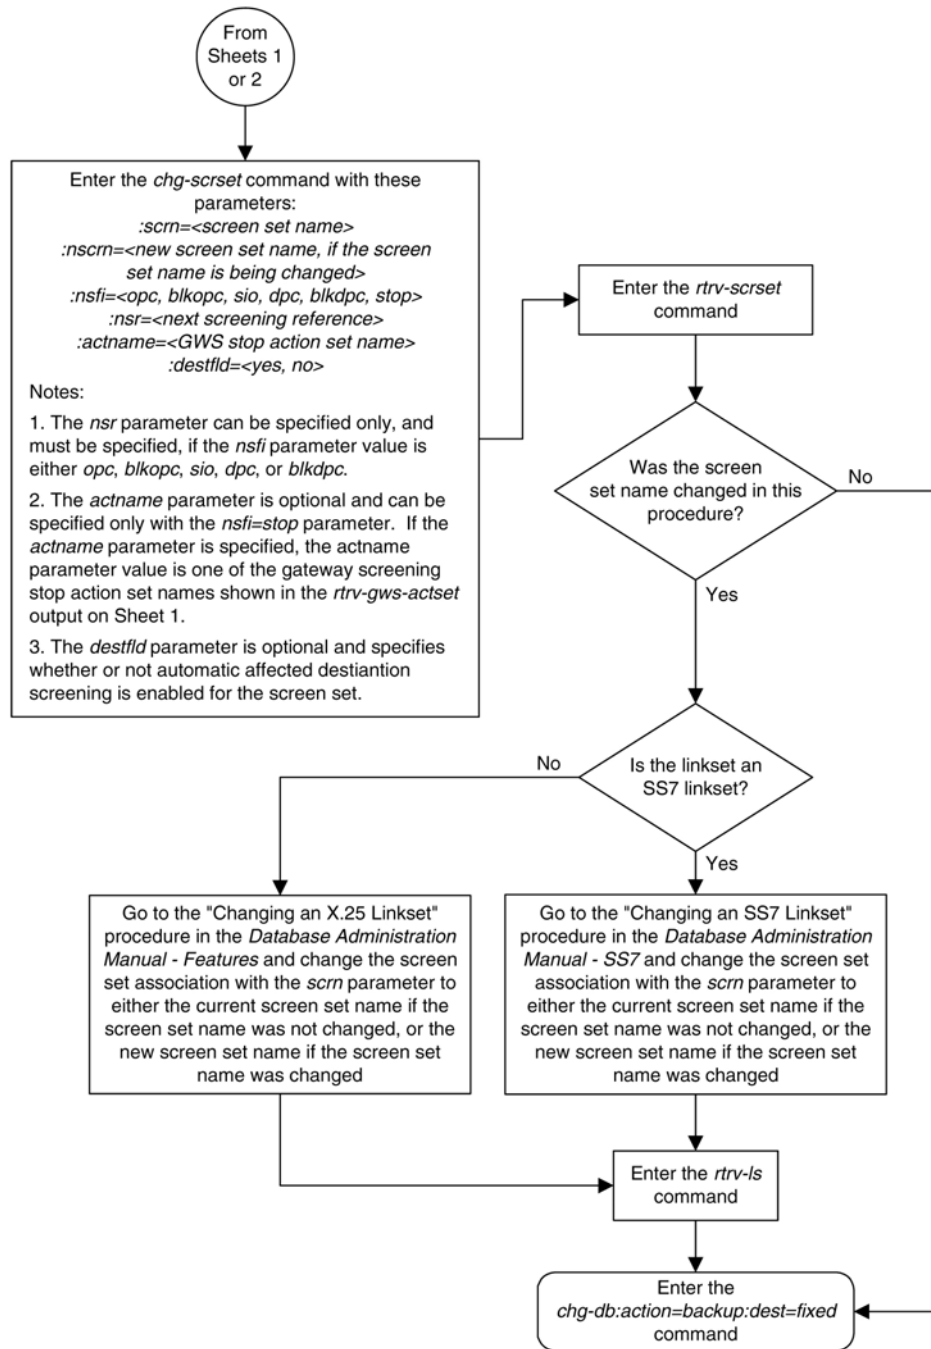 From
Sheets 1
or 2
Enter the chg-scrset command with these
parameters:
:scrn=<screen set name>
:nscrn=<new screen set name, if the screen
set name is being changed>
:nsfi=<opc, blkopc, sio, dpc, blkdpc, stop>
:nsr=<next screening reference>
:actname=<GWS stop action set name>
:destfld=<yes, no>
Notes:
1. The nsr parameter can be specified only, and
must be specified, if the nsfi parameter value is
either opc, blkopc, sio, dpc, or blkdpc.
2. The actname parameter is optional and can be
specified only with the nsfi=stop parameter.  If the
actname parameter is specified, the actname
parameter value is one of the gateway screening
stop action set names shown in the rtrv-gws-actset
output on Sheet 1.
3. The destfld parameter is optional and specifies
whether or not automatic affected destiantion
screening is enabled for the screen set.
Enter the rtrv-scrset
command
Was the screen
set name changed in this
procedure?
No
Yes
Is the linkset an
SS7 linkset?
No
Yes
Go to the "Changing an X.25 Linkset"
procedure in the Database Administration
Manual - Features and change the screen
set association with the scrn parameter to
either the current screen set name if the
screen set name was not changed, or the
new screen set name if the screen set
name was changed
Go to the "Changing an SS7 Linkset"
procedure in the Database Administration
Manual - SS7 and change the screen set
association with the scrn parameter to
either the current screen set name if the
screen set name was not changed, or the
new screen set name if the screen set
name was changed
Enter the rtrv-ls
command
Enter the
chg-db:action=backup:dest=fixed
command